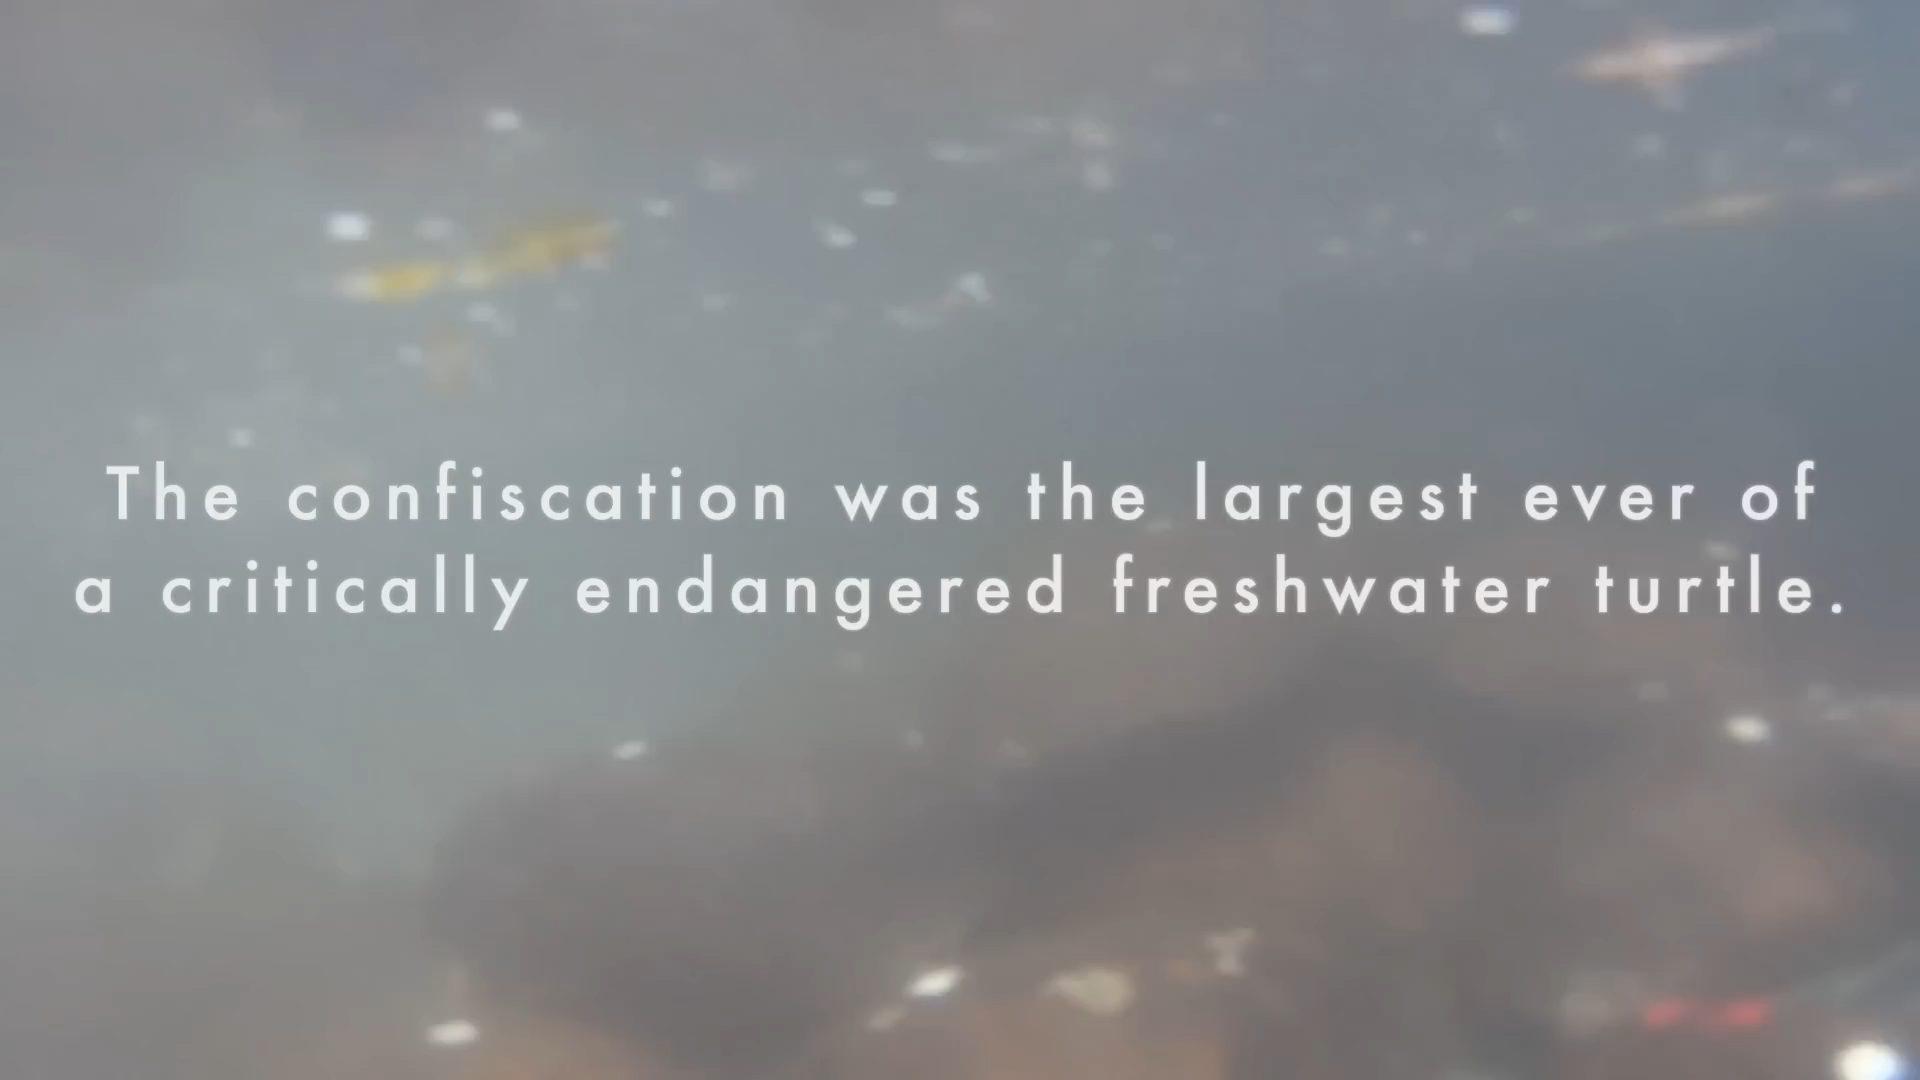 The confiscation was the largest ever of
a critically endangered freshwater turtle.